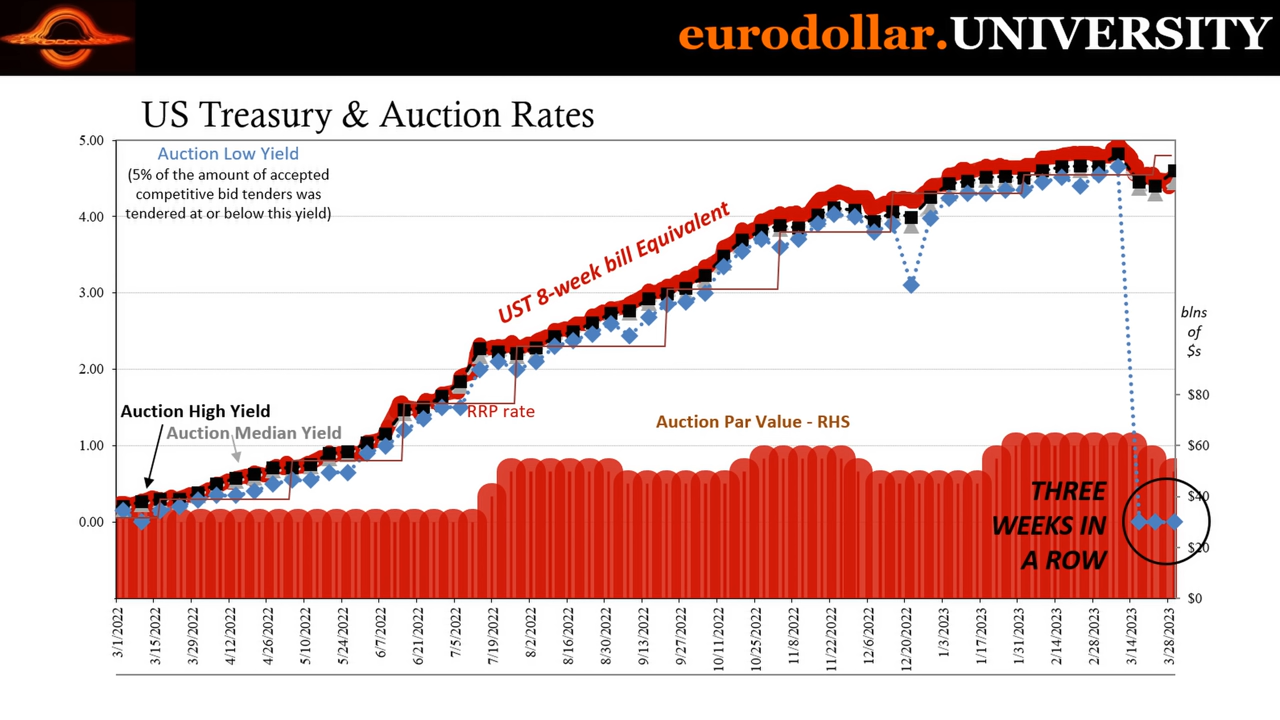 eurodollar.UNIVERSITY
US Treasury & Auction Rates
5.00
4.00
3.00
2.00
1.00
0.00
Auction Low Yield
(5% of the amount of accepted
competitive bid tenders was
tendered at or below this yield)
UST 8-week bill Equivalent
Auction High Yield
Auction Median Yield
RRP rate
Auction Par Value - RHS
THREE
WEEKS IN
A ROW
blns
of
$s
$80
$60
$40
$20
$0
3/1/2022
3/15/2022
3/29/2022
4/12/2022
4/26/2022
5/10/2022
5/24/2022
6/7/2022
6/21/2022
7/5/2022
7/19/2022
8/2/2022
8/16/2022
8/30/2022
9/13/2022
9/27/2022
10/11/2022
10/25/2022
11/8/2022
11/22/2022
12/6/2022
12/20/2022
1/3/2023
1/17/2023
1/31/2023
2/14/2023
2/28/2023
3/14/2023
3/28/2023